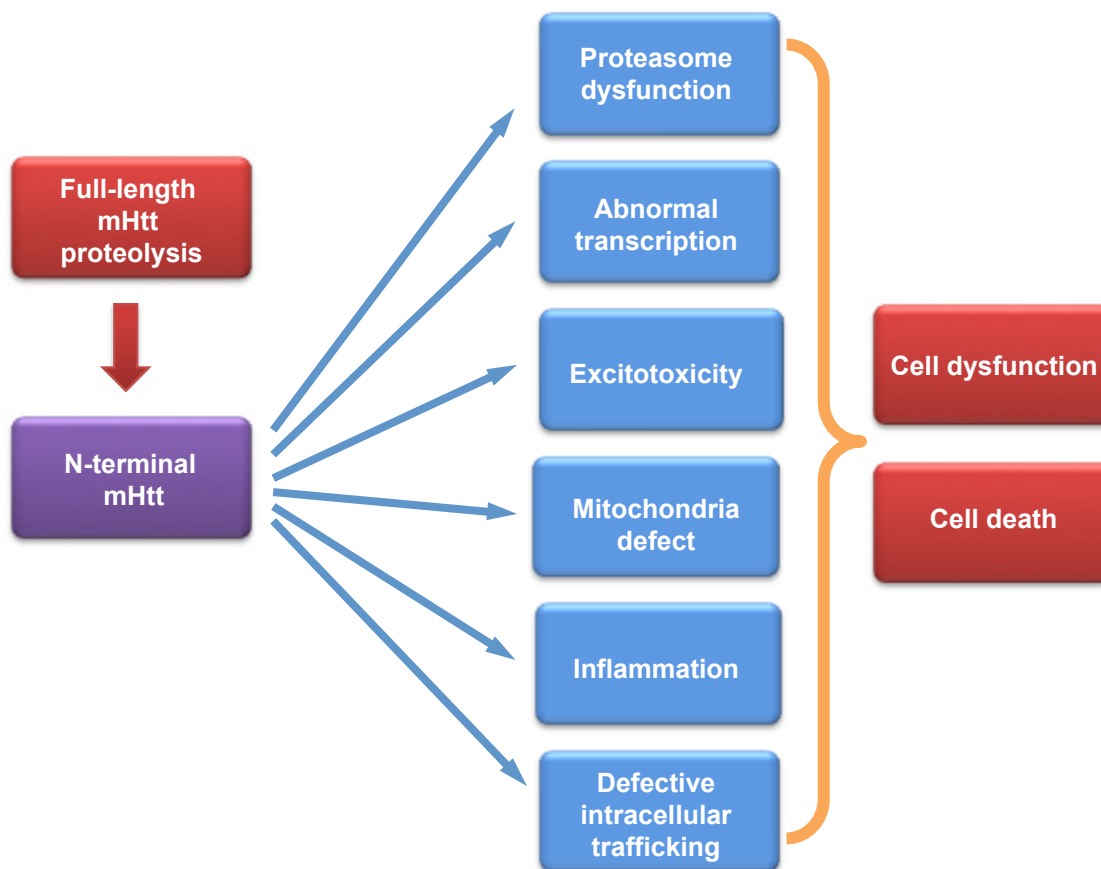 Full-length
mHtt
proteolysis
N-terminal
mHtt
Proteasome
dysfunction
Abnormal
transcription
Excitotoxicity
Mitochondria
defect
Inflammation
Defective
intracellular
trafficking
Cell dysfunction
Cell death